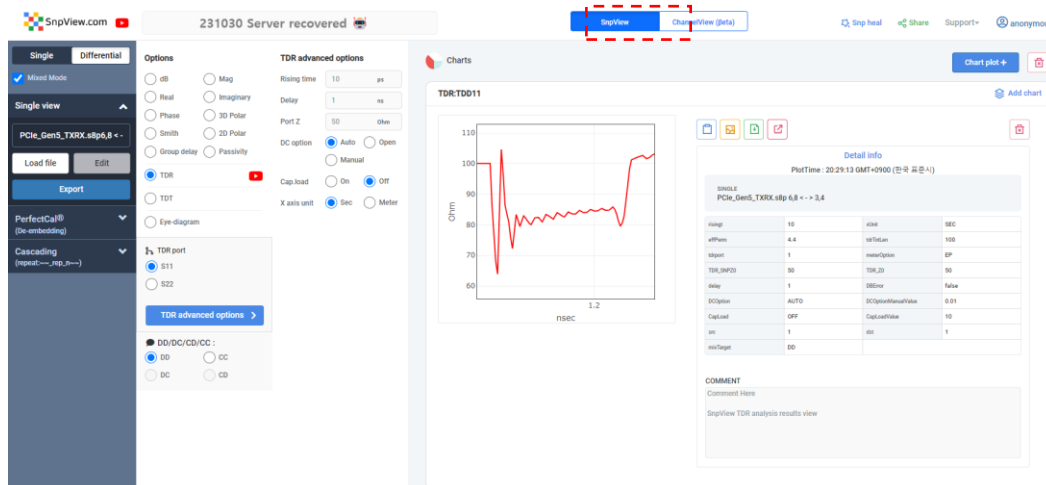 SnpView.com
231030 Server recovered
SnpView
ChannelView (Beta)
Snp heal
Share
Support
anonymou
Single
Differential
Mixed Mode
Single view
PCIe_Gen5_TXRX.s8p6,8 < -
Load file
Edit
Export
PerfectCal®
(De-embedding)
Cascading
(repeat:~~_rep_n~~)
Options
dB
Mag
Real
Imaginary
Phase
3D Polar
Smith
2D Polar
Group delay
Passivity
TDR
TDT
Eye-diagram
TDR port
S11
S22
TDR advanced options >
DD/DC/CD/CC :
DD
CC
DC
CD
TDR advanced options
Rising time
10
ps
Delay
1
ns
Port Z
50
Ohm
DC option
Auto
Open
Manual
Cap.load
On
Off
X axis unit
Sec
Meter
Charts
Chart plot +
TDR:TDD11
Add chart
110
100
90
80
70
60
Ohm
1.2
nsec
Detail info
PlotTime : 20:29:13 GMT+0900 (한국 표준시)
SINGLE
PCIe_Gen5_TXRX.s8p 6,8 < - > 3,4
risingt 10 xUnit SEC
effPerm 4.4 tdrTotLen 100
tdrport 1 meterOption EP
TDR_SNPZ0 50 TDR_Z0 50
delay 1 DBError false
DCOption AUTO DCOptionManualValue 0.01
CapLoad OFF CapLoadValue 10
src 1 dst 1
mixTarget DD
COMMENT
Comment Here
SnpView TDR analysis results view